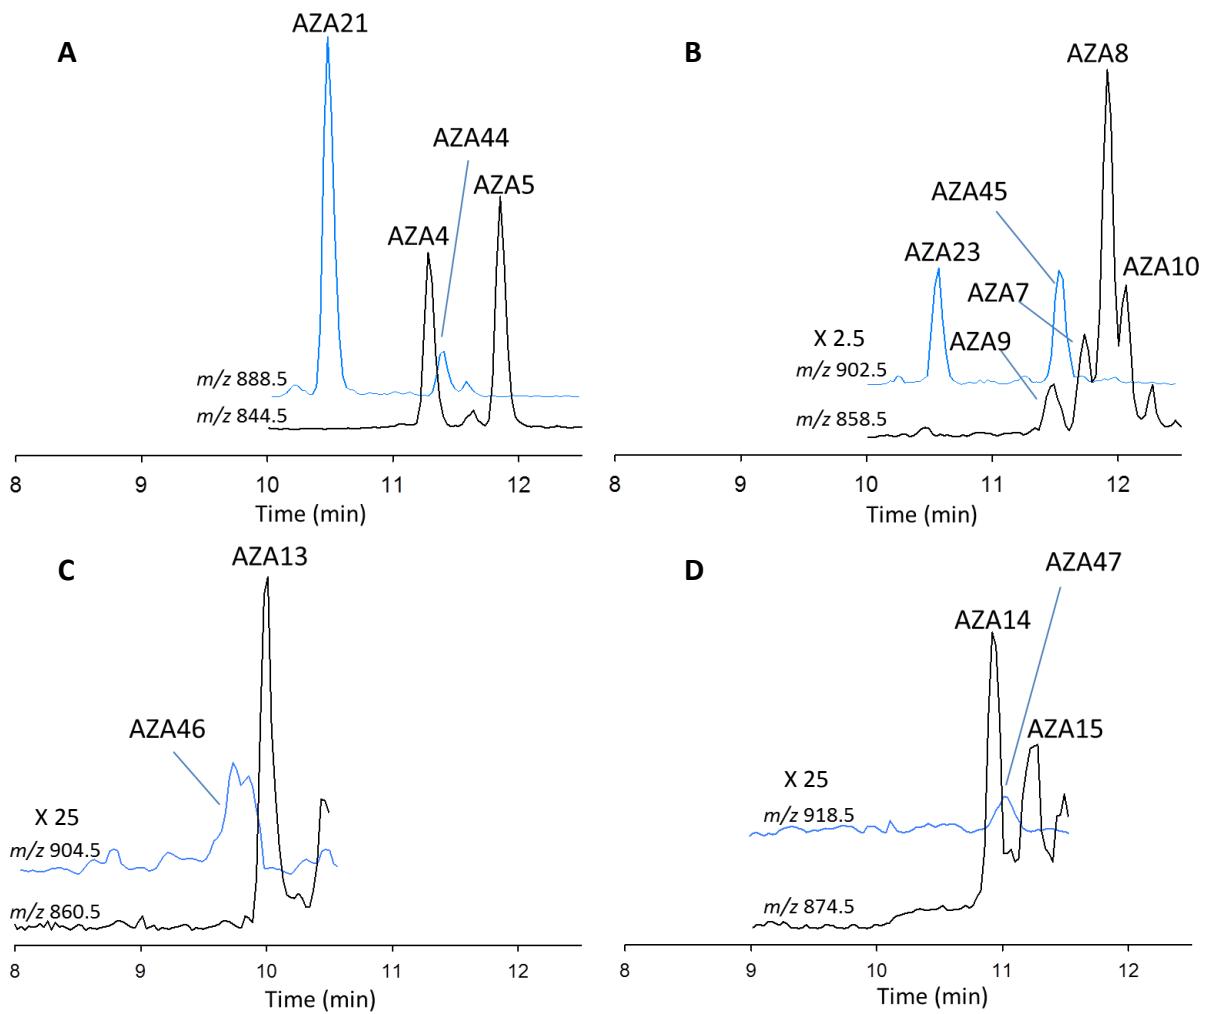 A
AZA21
AZA44
AZA5
AZA4
m/z 888.5
m/z 844.5
8 9 10 11 12
Time (min)
B
AZA8
AZA45
AZA23
AZA10
AZA7
X 2.5
AZA9
m/z 902.5
m/z 858.5
8 9 10 11 12
Time (min)
C
AZA13
AZA46
X 25
m/z 904.5
m/z 860.5
8 9 10 11 12
Time (min)
D
AZA47
AZA14
AZA15
X 25
m/z 918.5
m/z 874.5
8 9 10 11 12
Time (min)